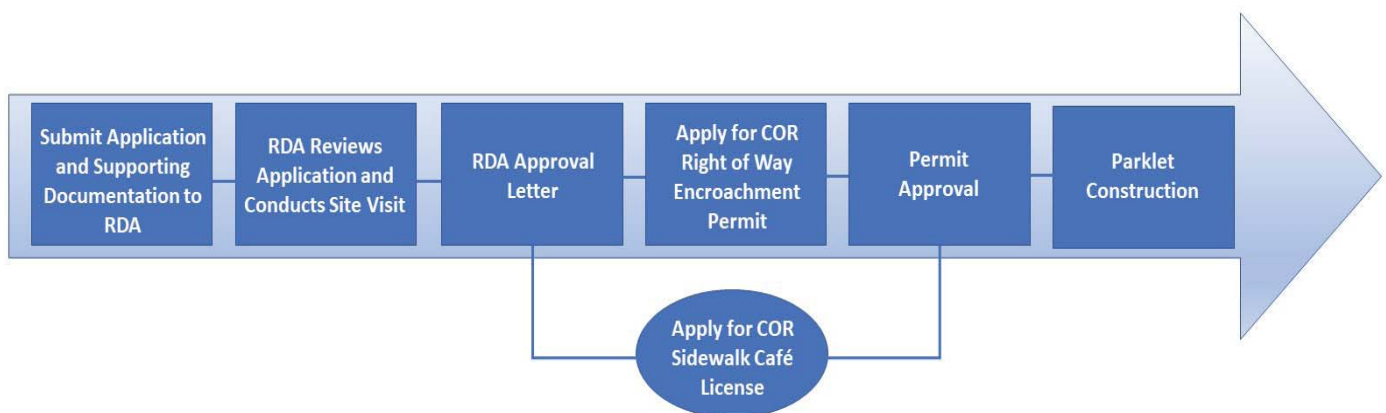 Submit Application
and Supporting
Documentation to
RDA
RDA Reviews
Application and
Conducts Site Visit
RDA Approval
Letter
Apply for COR
Right of Way
Encroachment
Permit
Permit
Approval
Parklet
Construction
Apply for COR
Sidewalk Café
License